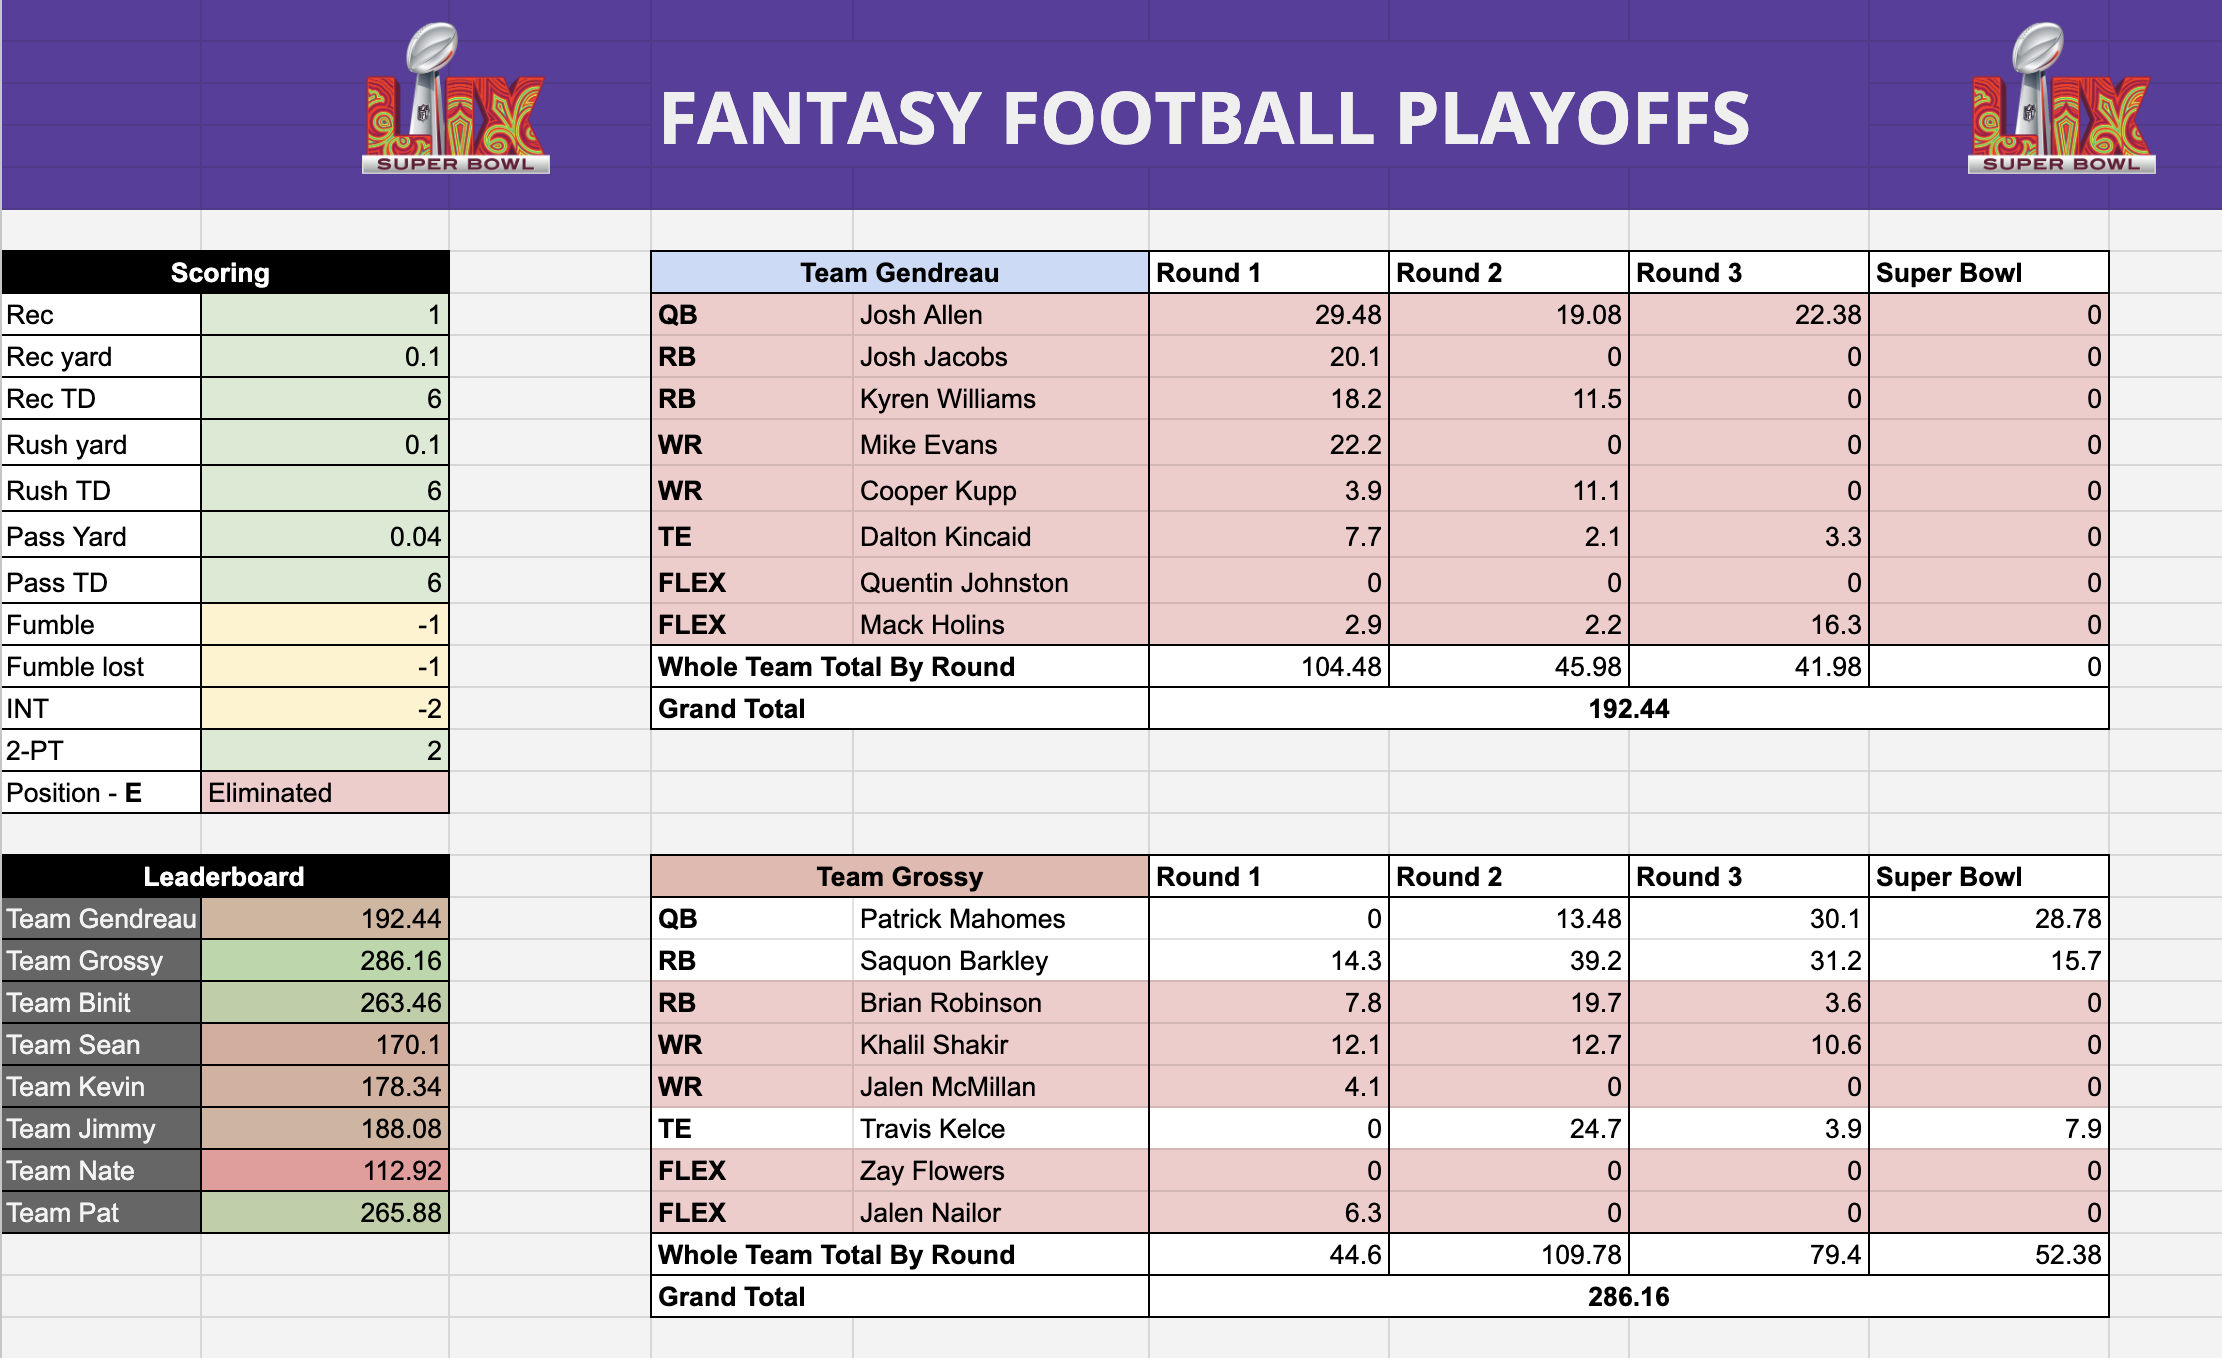 LIX
SUPER BOWL
FANTASY FOOTBALL PLAYOFFS
LIX
SUPER BOWL
Scoring
Rec 1
Rec yard 0.1
Rec TD 6
Rush yard 0.1
Rush TD 6
Pass Yard 0.04
Pass TD 6
Fumble -1
Fumble lost -1
INT -2
2-PT 2
Position - E Eliminated
Team Gendreau Round 1 Round 2 Round 3 Super Bowl
QB Josh Allen 29.48 19.08 22.38 0
RB Josh Jacobs 20.1 0 0 0
RB Kyren Williams 18.2 11.5 0 0
WR Mike Evans 22.2 0 0 0
WR Cooper Kupp 3.9 11.1 0 0
TE Dalton Kincaid 7.7 2.1 3.3 0
FLEX Quentin Johnston 0 0 0 0
FLEX Mack Holins 2.9 2.2 16.3 0
Whole Team Total By Round 104.48 45.98 41.98 0
Grand Total 192.44
Leaderboard
Team Gendreau 192.44
Team Grossy 286.16
Team Binit 263.46
Team Sean 170.1
Team Kevin 178.34
Team Jimmy 188.08
Team Nate 112.92
Team Pat 265.88
Team Grossy Round 1 Round 2 Round 3 Super Bowl
QB Patrick Mahomes 0 13.48 30.1 28.78
RB Saquon Barkley 14.3 39.2 31.2 15.7
RB Brian Robinson 7.8 19.7 3.6 0
WR Khalil Shakir 12.1 12.7 10.6 0
WR Jalen McMillan 4.1 0 0 0
TE Travis Kelce 0 24.7 3.9 7.9
FLEX Zay Flowers 0 0 0 0
FLEX Jalen Nailor 6.3 0 0 0
Whole Team Total By Round 44.6 109.78 79.4 52.38
Grand Total 286.16